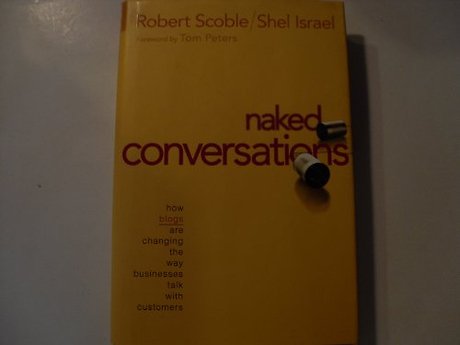 Robert Scoble/Shel Israel
Foreword by Tom Peters
naked
conversations
how
blogs
are
changing
the
way
businesses
talk
with
customers